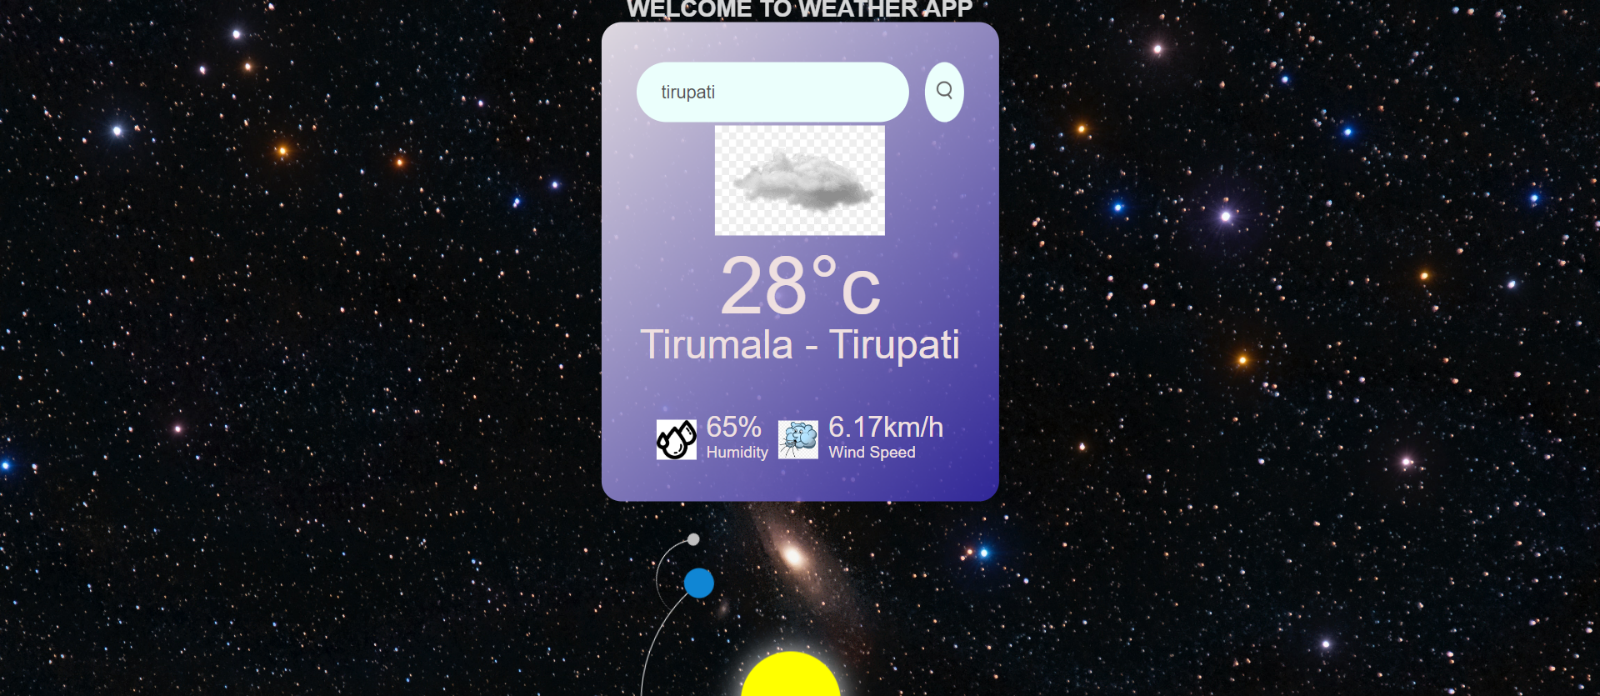 WELCOME TO WEATHER APP
tirupati
28°c
Tirumala - Tirupati
65%
Humidity
6.17km/h
Wind Speed